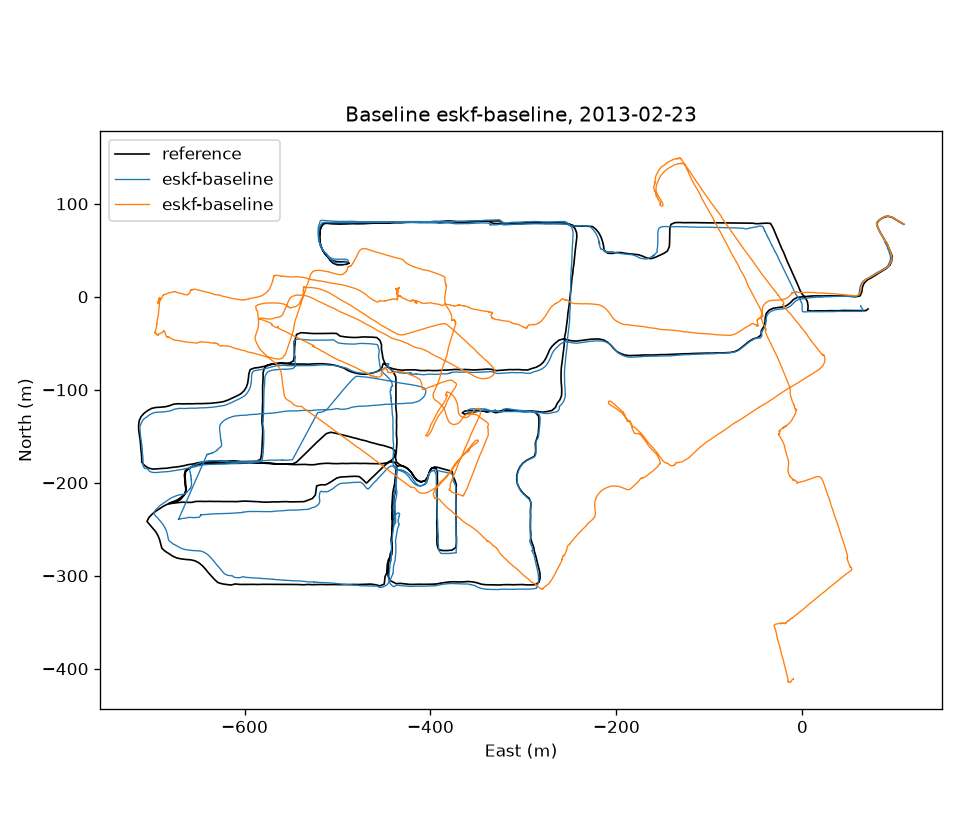 Baseline eskf-baseline, 2013-02-23
reference
eskf-baseline
eskf-baseline
100
0
−100
−200
−300
−400
North (m)
−600
−400
−200
0
East (m)